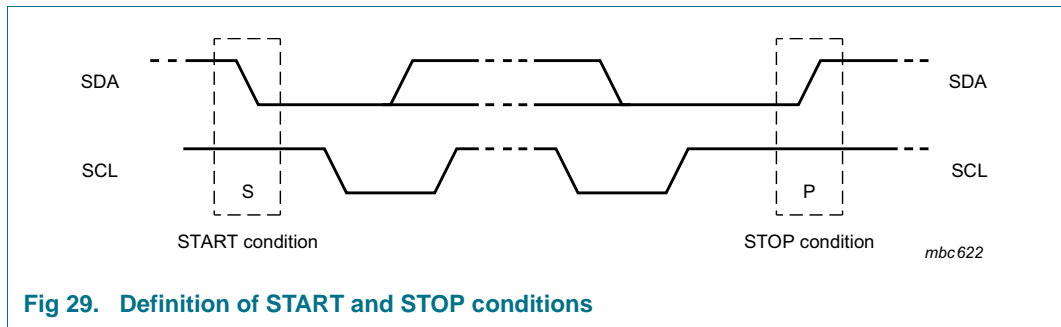 SDA
SDA
SCL
SCL
S
P
START condition
STOP condition
mbc622
Fig 29. Definition of START and STOP conditions